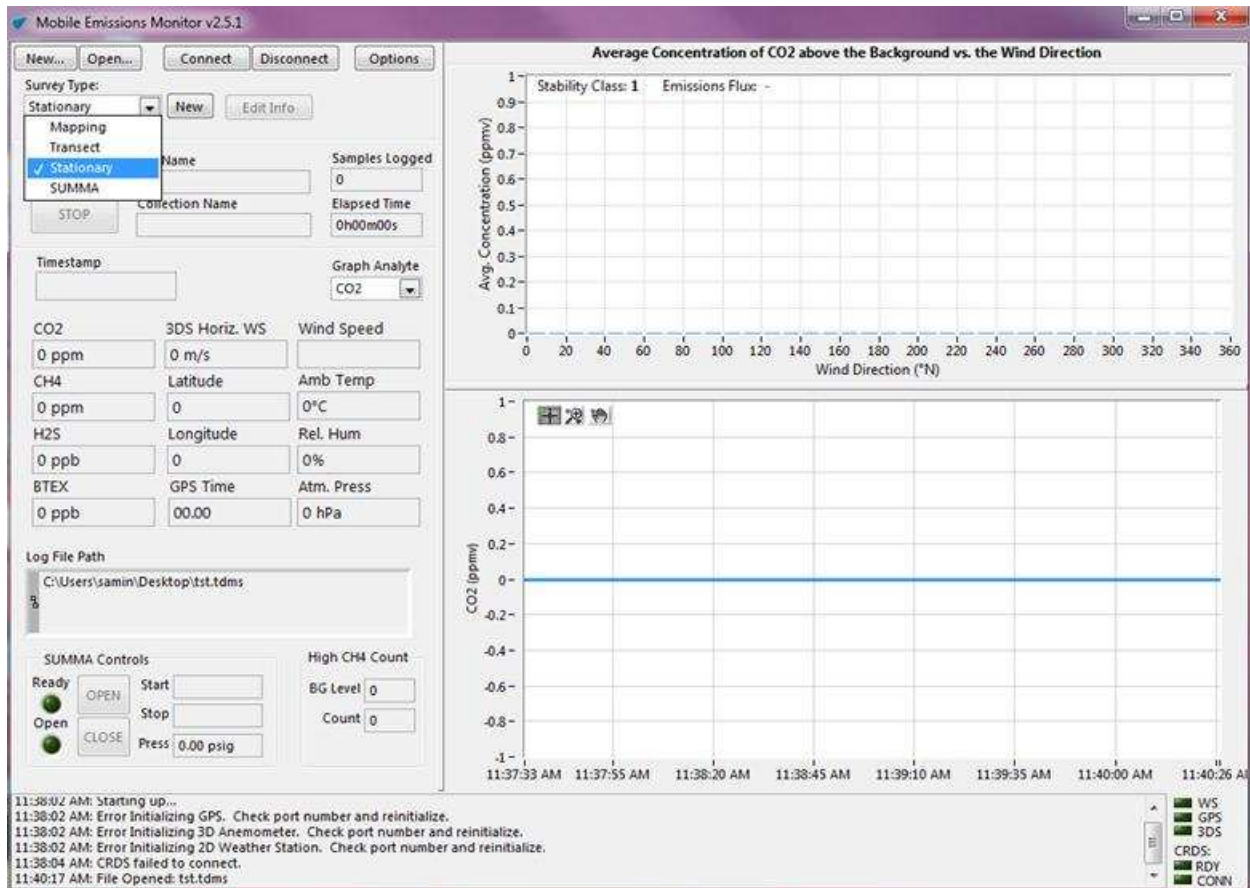 Mobile Emissions Monitor v2.5.1
New... Open... Connect Disconnect Options
Survey Type:
Stationary New Edit Info
Mapping
Transect
Stationary
SUMMA
Name Samples Logged
0
STOP Collection Name Elapsed Time
0h00m00s
Timestamp Graph Analyte
CO2
CO2 3DS Horiz. WS Wind Speed
0 ppm 0 m/s
CH4 Latitude Amb Temp
0 ppm 0 0°C
H2S Longitude Rel. Hum
0 ppb 0 0%
BTEX GPS Time Atm. Press
0 ppb 00.00 0 hPa
Log File Path
C:\Users\samin\Desktop\tst.tdms
SUMMA Controls
Ready OPEN Start
Open CLOSE Stop
Press 0.00 psig
High CH4 Count
BG Level 0
Count 0
Average Concentration of CO2 above the Background vs. the Wind Direction
Stability Class: 1 Emissions Flux: -
Avg. Concentration (ppmv)
1
0.9
0.8
0.7
0.6
0.5
0.4
0.3
0.2
0.1
0
0 20 40 60 80 100 120 140 160 180 200 220 240 260 280 300 320 340 360
Wind Direction (°N)
CO2 (ppmv)
1
0.8
0.6
0.4
0.2
0
-0.2
-0.4
-0.6
-0.8
-1
11:37:33 AM 11:37:55 AM 11:38:20 AM 11:38:45 AM 11:39:10 AM 11:39:35 AM 11:40:00 AM 11:40:26 A
11:38:02 AM: Starting up...
11:38:02 AM: Error Initializing GPS. Check port number and reinitialize.
11:38:02 AM: Error Initializing 3D Anemometer. Check port number and reinitialize.
11:38:02 AM: Error Initializing 2D Weather Station. Check port number and reinitialize.
11:38:04 AM: CRDS failed to connect.
11:40:17 AM: File Opened: tst.tdms
WS
GPS
3DS
CRDS:
RDY
CONN